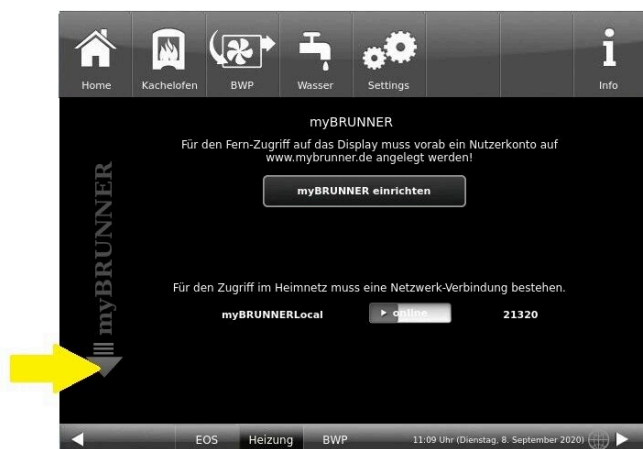 Home
Kachelofen
BWP
Wasser
Settings
Info
myBRUNNER
Für den Fern-Zugriff auf das Display muss vorab ein Nutzerkonto auf
www.mybrunner.de angelegt werden!
myBRUNNER einrichten
myBRUNNER
Für den Zugriff im Heimnetz muss eine Netzwerk-Verbindung bestehen.
myBRUNNERLocal online 21320
EOS Heizung BWP 11:09 Uhr (Dienstag, 8. September 2020)